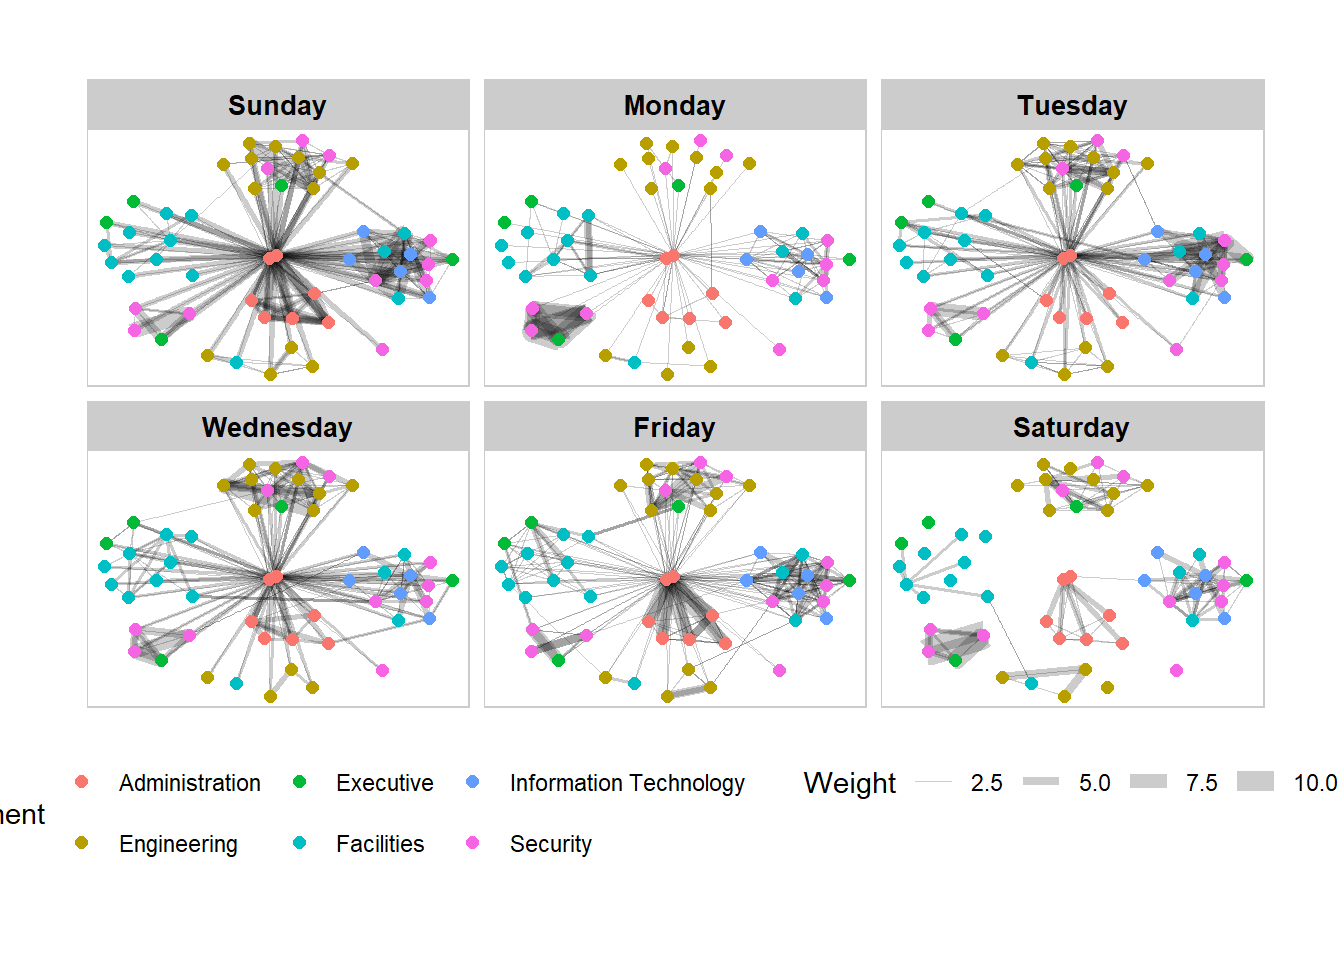 Sunday Monday Tuesday
Wednesday Friday Saturday
Administration Executive Information Technology Weight 2.5 5.0 7.5 10.0
Engineering Facilities Security